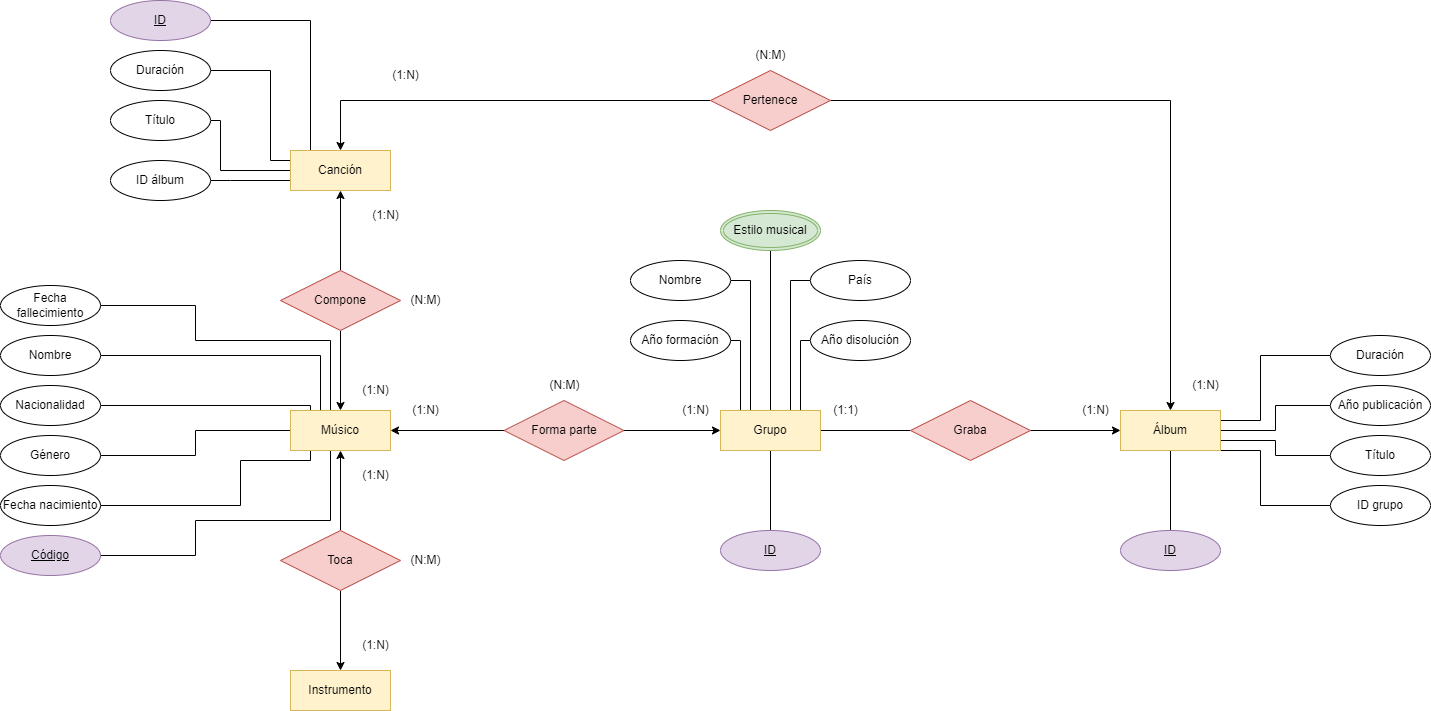 ID
(N:M)
Duración
(1:N)
Pertenece
Título
Canción
ID álbum
(1:N)
Estilo musical
Nombre
País
Fecha
fallecimiento
Compone
(N:M)
Año formación
Año disolución
Nombre
Duración
(1:N)
(N:M)
(1:N)
Nacionalidad
(1:N)
(1:N)
(1:1)
(1:N)
Año publicación
Músico
Forma parte
Grupo
Graba
Álbum
Género
Título
(1:N)
Fecha nacimiento
ID grupo
Código
Toca
(N:M)
ID
ID
(1:N)
Instrumento